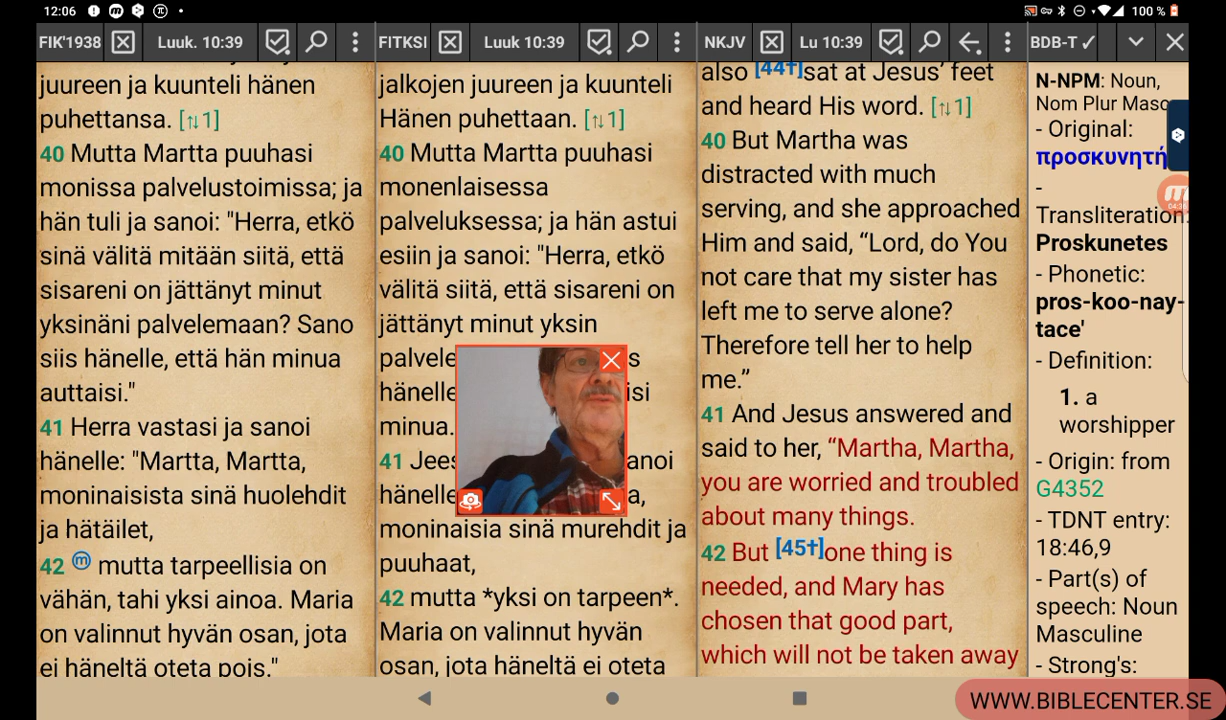 12:06
100 %
FIK'1938
Luuk. 10:39
juureen ja kuunteli hänen
puhettansa. [↑↓1]
40 Mutta Martta puuhasi
monissa palvelustoimissa; ja
hän tuli ja sanoi: "Herra, etkö
sinä välitä mitään siitä, että
sisareni on jättänyt minut
yksinäni palvelemaan? Sano
siis hänelle, että hän minua
auttaisi."
41 Herra vastasi ja sanoi
hänelle: "Martta, Martta,
moninaisista sinä huolehdit
ja hätäilet,
42 ⓜ mutta tarpeellisia on
vähän, tahi yksi ainoa. Maria
on valinnut hyvän osan, jota
ei häneltä oteta pois."
FITKSI
Luuk 10:39
jalkojen juureen ja kuunteli
Hänen puhettaan. [↑↓1]
40 Mutta Martta puuhasi
monenlaisessa
palveluksessa; ja hän astui
esiin ja sanoi: "Herra, etkö
välitä siitä, että sisareni on
jättänyt minut yksin
palvele s
hänelle isi
minua.
41 Jees anoi
hänelle a,
moninaisia sinä murehdit ja
puuhaat,
42 mutta *yksi on tarpeen*.
Maria on valinnut hyvän
osan, jota häneltä ei oteta
NKJV
Lu 10:39
also [44†]sat at Jesus’ feet
and heard His word. [↑↓1]
40 But Martha was
distracted with much
serving, and she approached
Him and said, “Lord, do You
not care that my sister has
left me to serve alone?
Therefore tell her to help
me.”
41 And Jesus answered and
said to her, “Martha, Martha,
you are worried and troubled
about many things.
42 But [45†]one thing is
needed, and Mary has
chosen that good part,
which will not be taken away
BDB-T ✓
N-NPM: Noun,
Nom Plur Masc
- Original:
προσκυνητή
-
Transliteration:
Proskunetes
- Phonetic:
pros-koo-nay-
tace'
- Definition:
1. a
worshipper
- Origin: from
G4352
- TDNT entry:
18:46,9
- Part(s) of
speech: Noun
Masculine
- Strong's:
WWW.BIBLECENTER.SE